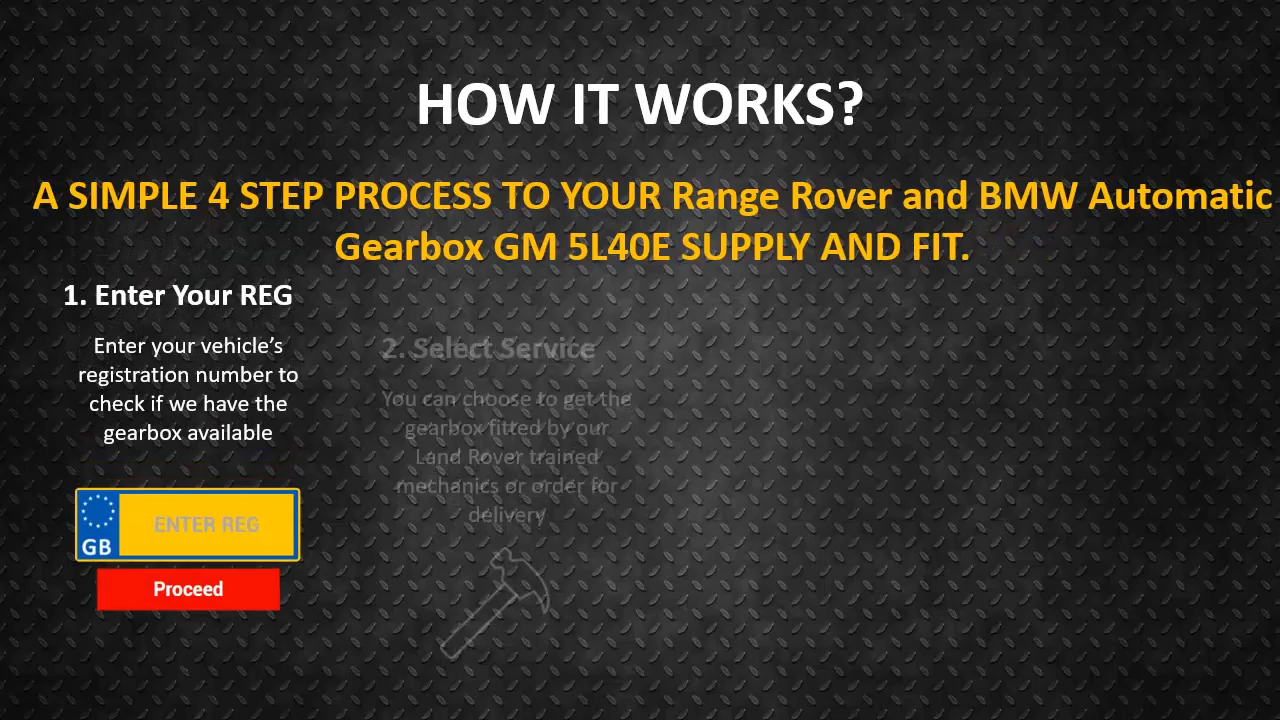 HOW IT WORKS?
A SIMPLE 4 STEP PROCESS TO YOUR Range Rover and BMW Automatic
Gearbox GM 5L40E SUPPLY AND FIT.
1. Enter Your REG
Enter your vehicle’s
registration number to
check if we have the
gearbox available
GB
ENTER REG
Proceed
2. Select Service
You can choose to get the
gearbox fitted by our
Land Rover trained
mechanics or order for
delivery